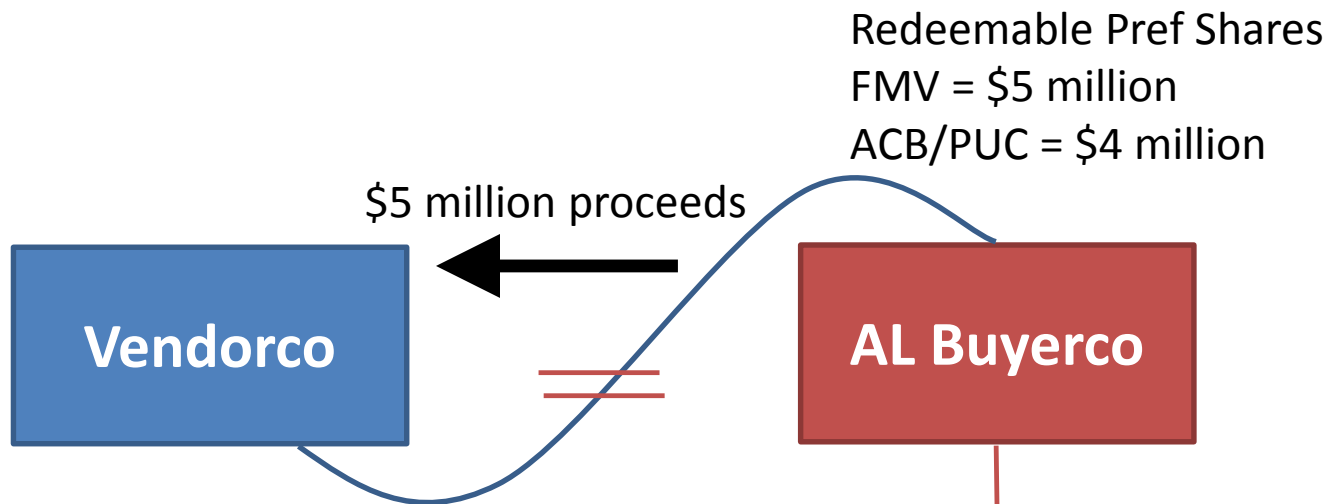 Redeemable Pref Shares
FMV = $5 million
ACB/PUC = $4 million
$5 million proceeds
Vendorco
AL Buyerco